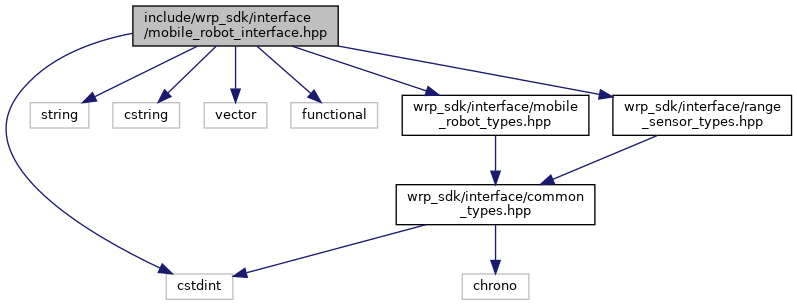 include/wrp_sdk/interface
/mobile_robot_interface.hpp
string
cstring
vector
functional
wrp_sdk/interface/mobile
_robot_types.hpp
wrp_sdk/interface/range
_sensor_types.hpp
wrp_sdk/interface/common
_types.hpp
cstdint
chrono